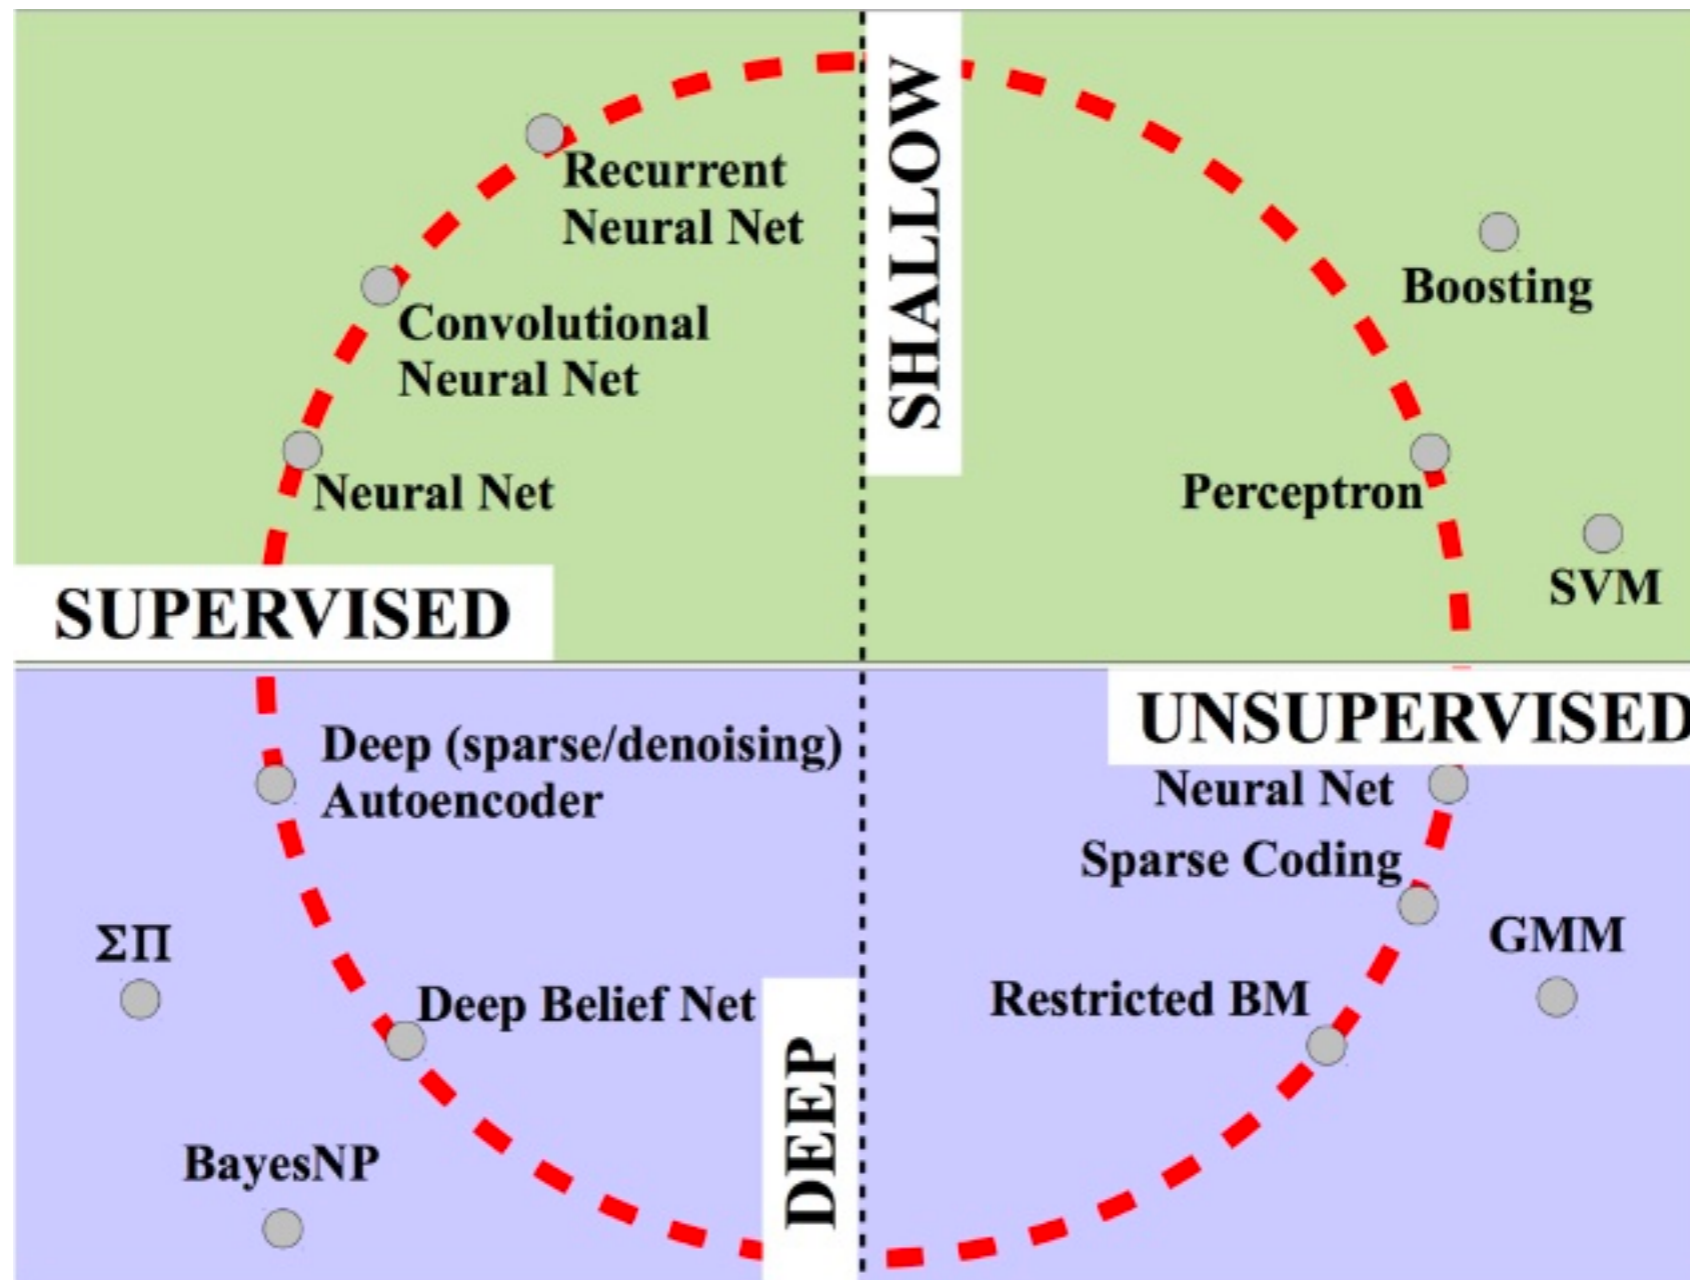 SHALLOW
Recurrent
Neural Net
Boosting
Convolutional
Neural Net
Neural Net
Perceptron
SVM
SUPERVISED
UNSUPERVISED
Deep (sparse/denoising)
Autoencoder
Neural Net
Sparse Coding
ΣΠ
GMM
Deep Belief Net
Restricted BM
DEEP
BayesNP